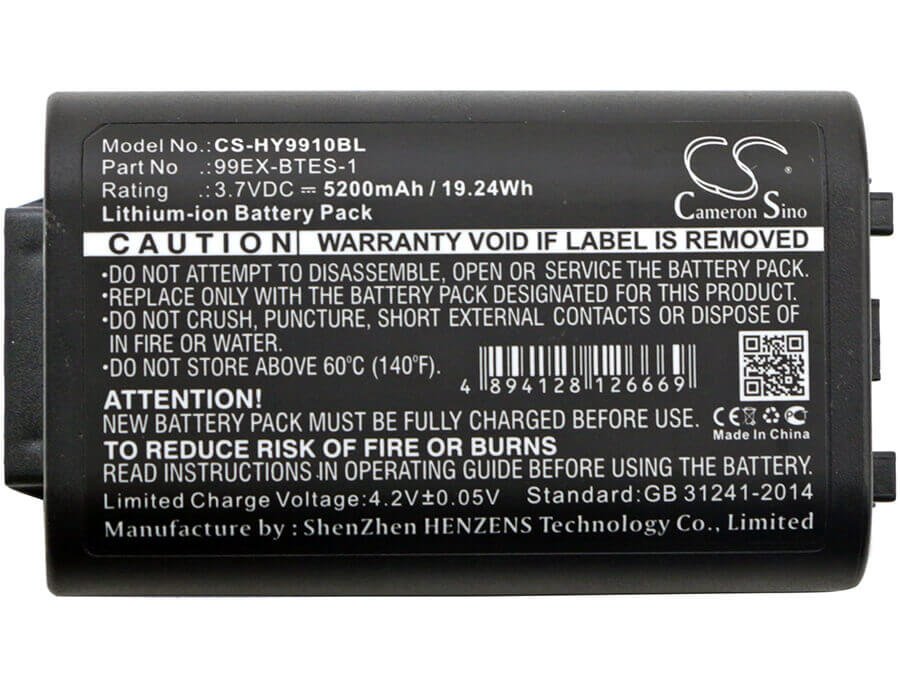 Model No.:CS-HY9910BL
Part No :99EX-BTES-1
Rating :3.7VDC ⎓ 5200mAh / 19.24Wh
Lithium-ion Battery Pack
CS®
Cameron Sino
CAUTION WARRANTY VOID IF LABEL IS REMOVED
•DO NOT ATTEMPT TO DISASSEMBLE, OPEN OR SERVICE THE BATTERY PACK.
•REPLACE ONLY WITH THE BATTERY PACK DESIGNATED FOR THIS PRODUCT.
•DO NOT CRUSH, PUNCTURE, SHORT EXTERNAL CONTACTS OR DISPOSE OF
IN FIRE OR WATER.
•DO NOT STORE ABOVE 60°C (140°F).
4 894128 126669
ATTENTION!
NEW BATTERY PACK MUST BE FULLY CHARGED BEFORE USE.
CE
PC
Made In China
TO REDUCE RISK OF FIRE OR BURNS
READ INSTRUCTIONS IN OPERATING GUIDE BEFORE USING THE BATTERY.
Limited Charge Voltage:4.2V±0.05V Standard:GB 31241-2014
Manufacture by : ShenZhen HENZENS Technology Co., Limited